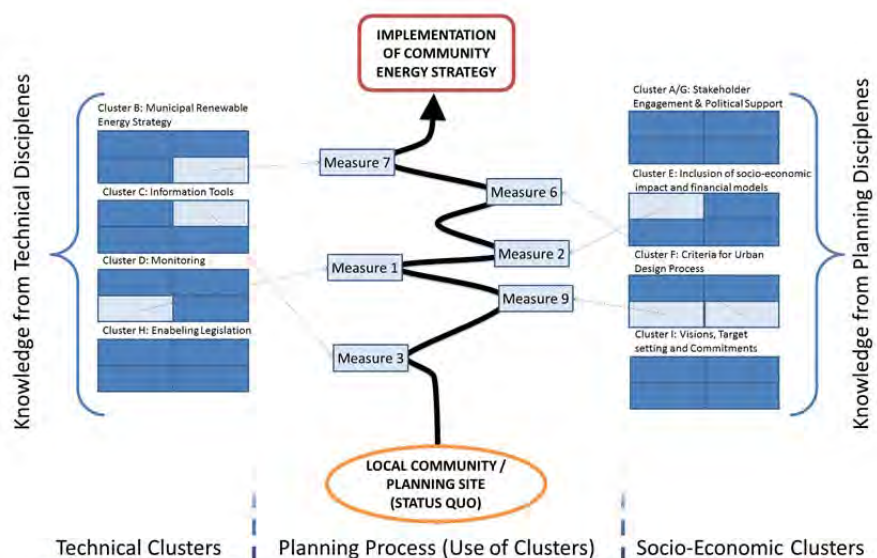 IMPLEMENTATION
OF COMMUNITY
ENERGY STRATEGY
Knowledge from Technical Disciplenes
Cluster B: Municipal Renewable
Energy Strategy
Cluster C: Information Tools
Cluster D: Monitoring
Cluster H: Enabeling Legislation
Measure 7
Measure 6
Measure 2
Measure 1
Measure 9
Measure 3
Cluster A/G: Stakeholder
Engagement & Political Support
Cluster E: Inclusion of socio-economic
impact and financial models
Cluster F: Criteria for Urban
Design Process
Cluster I: Visions, Target
setting and Commitments
Knowledge from Planning Disciplenes
LOCAL COMMUNITY /
PLANNING SITE
(STATUS QUO)
Technical Clusters
Planning Process (Use of Clusters)
Socio-Economic Clusters